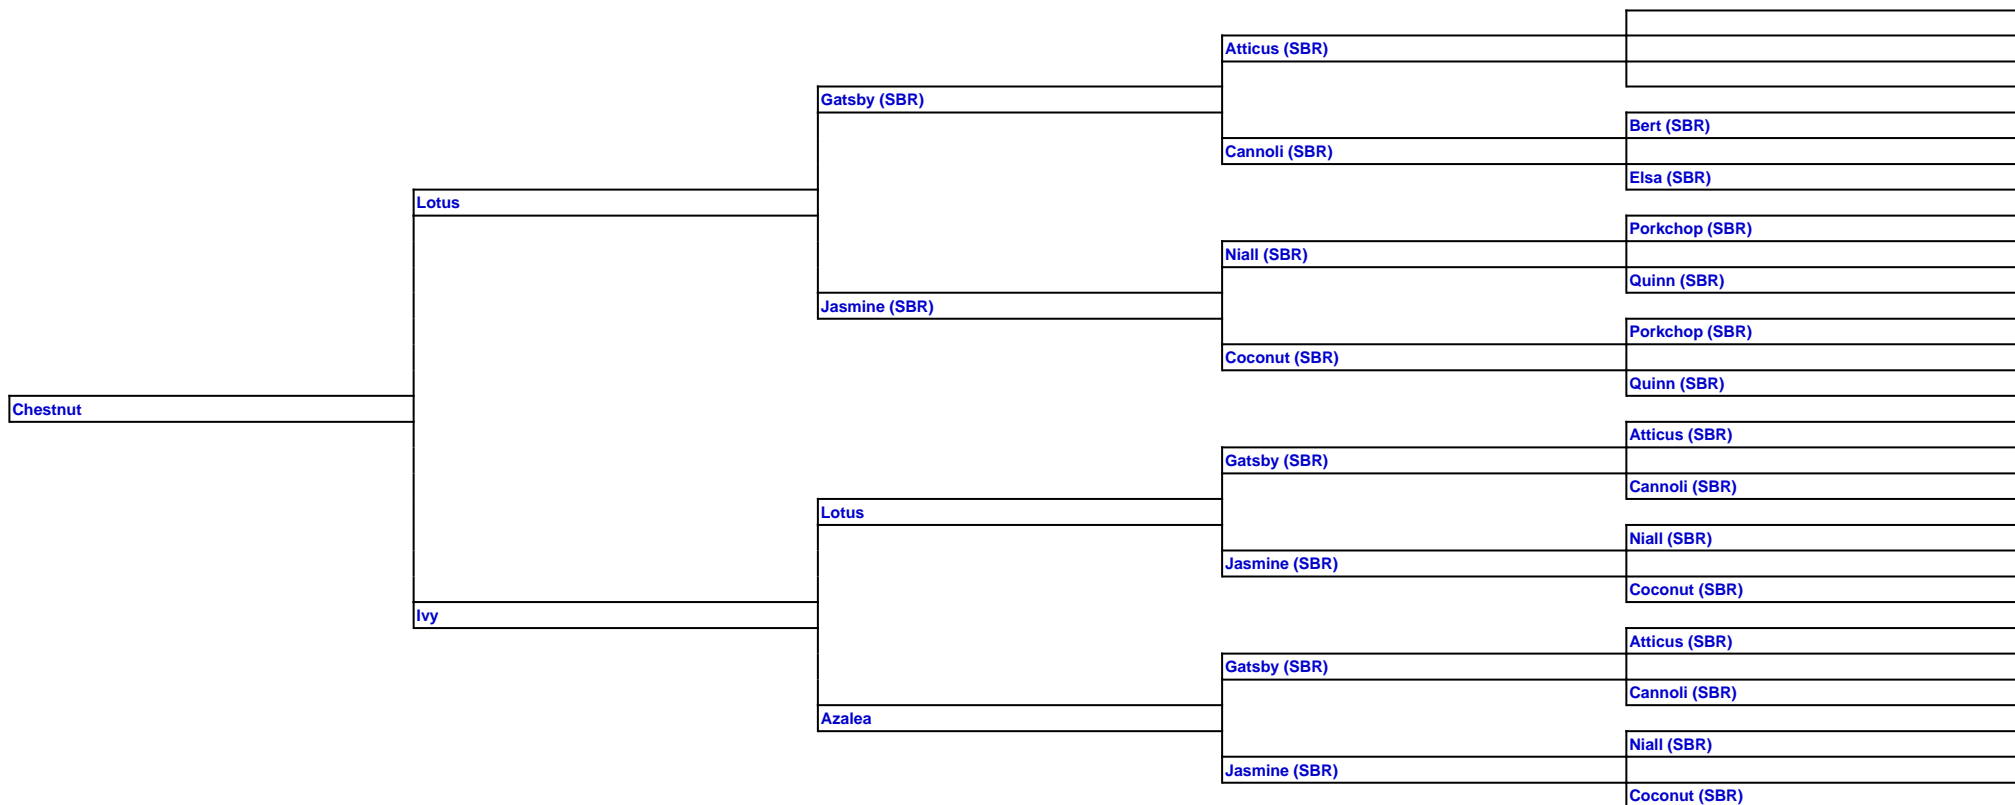 Atticus (SBR)
Gatsby (SBR)
Bert (SBR)
Cannoli (SBR)
Elsa (SBR)
Lotus
Porkchop (SBR)
Niall (SBR)
Quinn (SBR)
Jasmine (SBR)
Porkchop (SBR)
Coconut (SBR)
Quinn (SBR)
Chestnut
Atticus (SBR)
Gatsby (SBR)
Cannoli (SBR)
Lotus
Niall (SBR)
Jasmine (SBR)
Coconut (SBR)
Ivy
Atticus (SBR)
Gatsby (SBR)
Cannoli (SBR)
Azalea
Niall (SBR)
Jasmine (SBR)
Coconut (SBR)